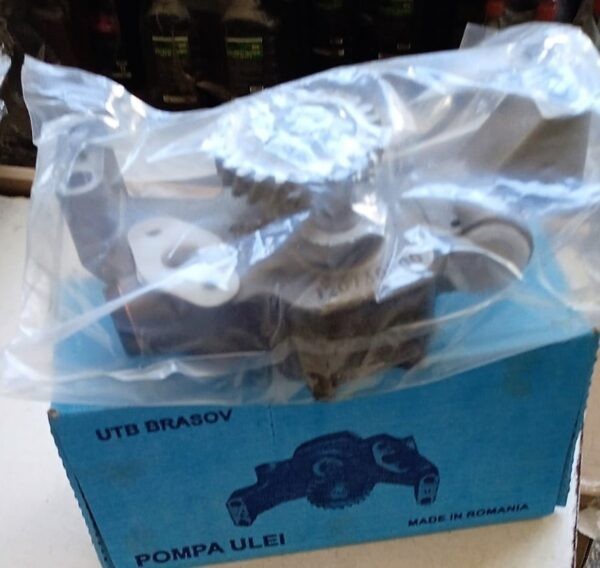 UTB BRASOV
POMPA ULEI
MADE IN ROMANIA